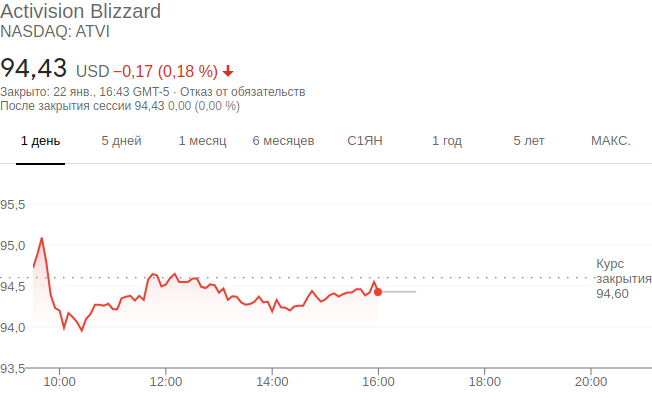 Activision Blizzard
NASDAQ: ATVI
94,43 USD −0,17 (0,18 %)
Закрыто: 22 янв., 16:43 GMT-5 · Отказ от обязательств
После закрытия сессии 94,43 0,00 (0,00 %)
1 день 5 дней 1 месяц 6 месяцев С1ЯН 1 год 5 лет МАКС.
95,5
95,0
94,5
94,0
93,5
Курс
закрытия
94,60
10:00 12:00 14:00 16:00 18:00 20:00